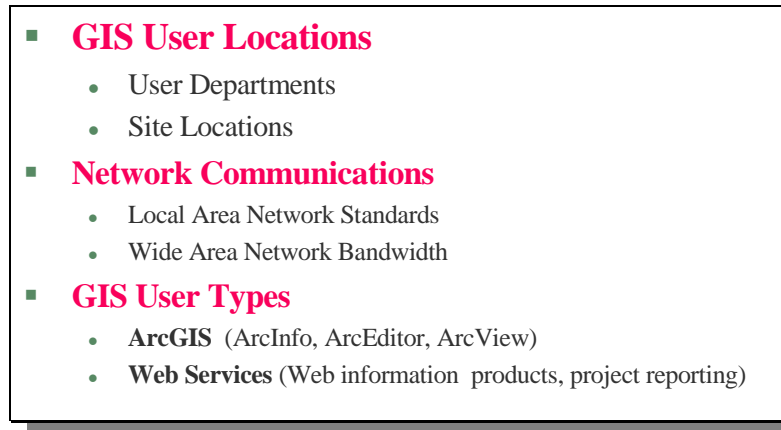 ▪ GIS User Locations
• User Departments
• Site Locations
▪ Network Communications
• Local Area Network Standards
• Wide Area Network Bandwidth
▪ GIS User Types
• ArcGIS (ArcInfo, ArcEditor, ArcView)
• Web Services (Web information products, project reporting)